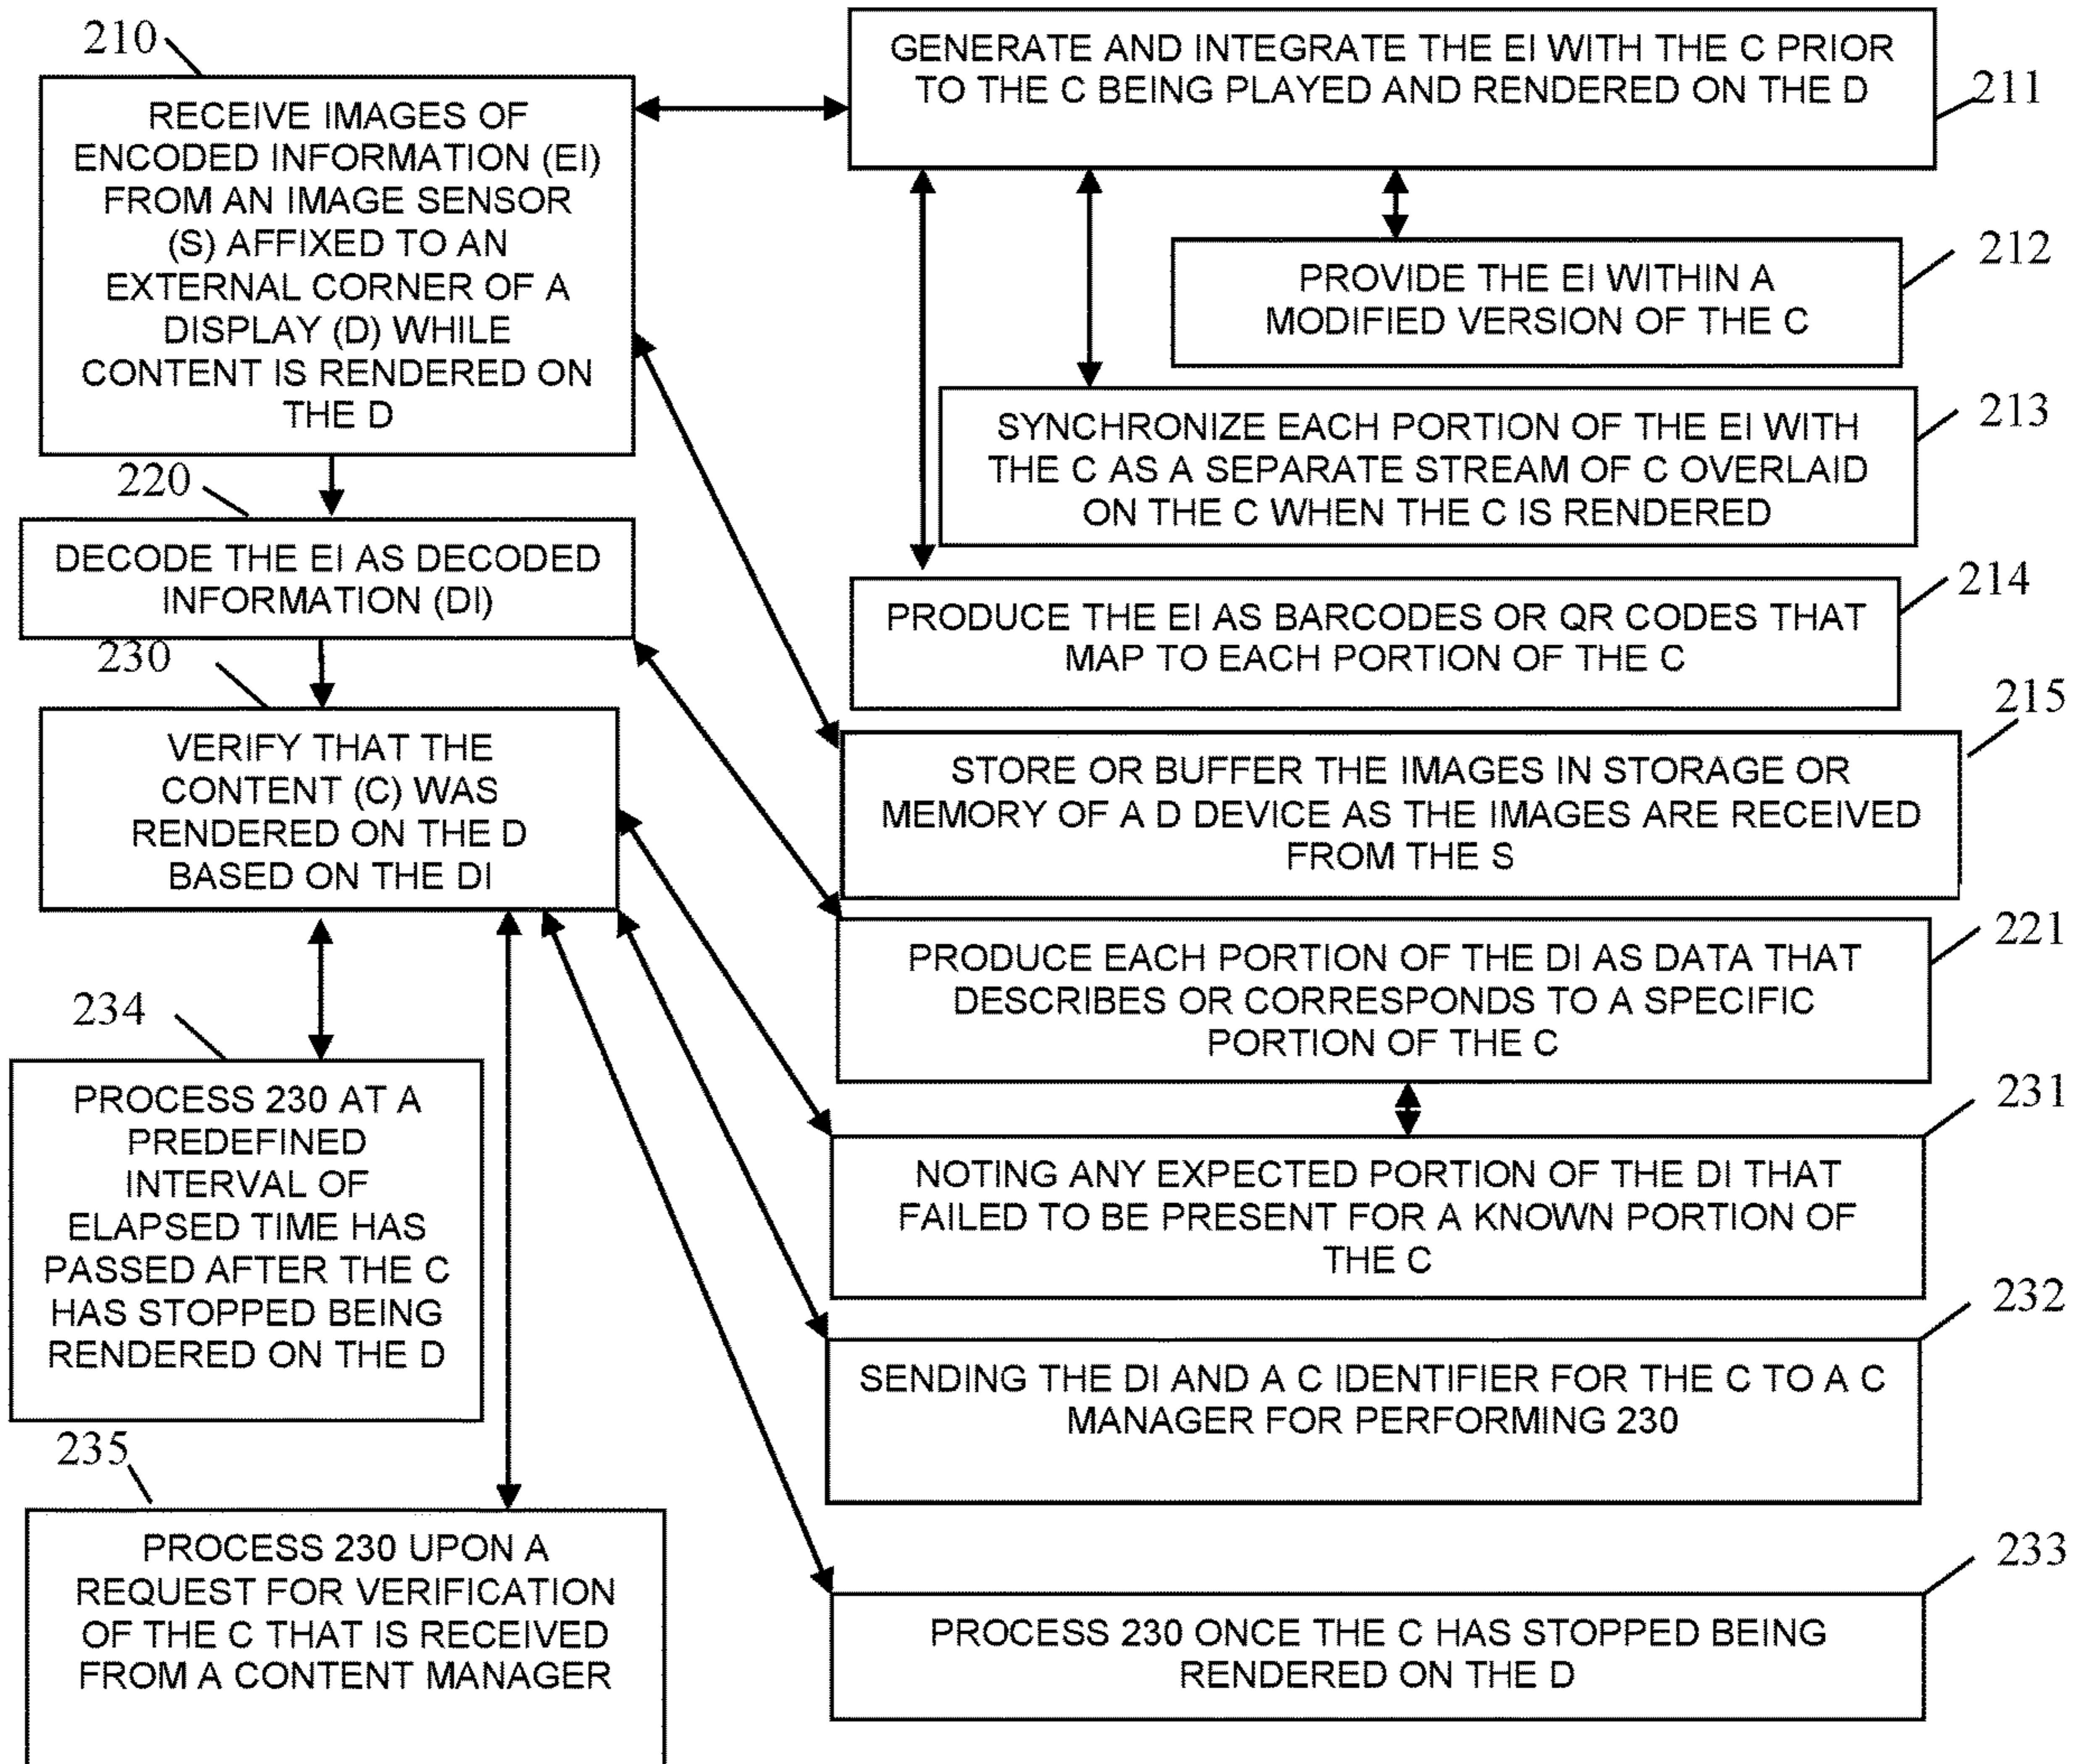 210
RECEIVE IMAGES OF
ENCODED INFORMATION (EI)
FROM AN IMAGE SENSOR
(S) AFFIXED TO AN
EXTERNAL CORNER OF A
DISPLAY (D) WHILE
CONTENT IS RENDERED ON
THE D
220
DECODE THE EI AS DECODED
INFORMATION (DI)
230
VERIFY THAT THE
CONTENT (C) WAS
RENDERED ON THE D
BASED ON THE DI
234
PROCESS 230 AT A
PREDEFINED
INTERVAL OF
ELAPSED TIME HAS
PASSED AFTER THE C
HAS STOPPED BEING
RENDERED ON THE D
235
PROCESS 230 UPON A
REQUEST FOR VERIFICATION
OF THE C THAT IS RECEIVED
FROM A CONTENT MANAGER
GENERATE AND INTEGRATE THE EI WITH THE C PRIOR
TO THE C BEING PLAYED AND RENDERED ON THE D
211
PROVIDE THE EI WITHIN A
MODIFIED VERSION OF THE C
212
SYNCHRONIZE EACH PORTION OF THE EI WITH
THE C AS A SEPARATE STREAM OF C OVERLAID
ON THE C WHEN THE C IS RENDERED
213
PRODUCE THE EI AS BARCODES OR QR CODES THAT
MAP TO EACH PORTION OF THE C
214
STORE OR BUFFER THE IMAGES IN STORAGE OR
MEMORY OF A D DEVICE AS THE IMAGES ARE RECEIVED
FROM THE S
215
PRODUCE EACH PORTION OF THE DI AS DATA THAT
DESCRIBES OR CORRESPONDS TO A SPECIFIC
PORTION OF THE C
221
NOTING ANY EXPECTED PORTION OF THE DI THAT
FAILED TO BE PRESENT FOR A KNOWN PORTION OF
THE C
231
SENDING THE DI AND A C IDENTIFIER FOR THE C TO A C
MANAGER FOR PERFORMING 230
232
PROCESS 230 ONCE THE C HAS STOPPED BEING
RENDERED ON THE D
233